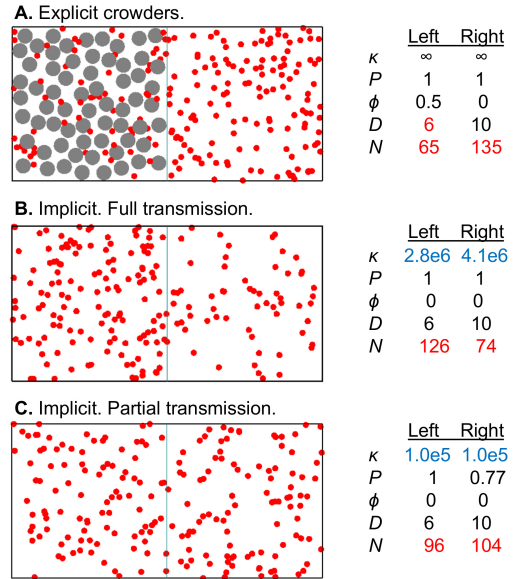 A. Explicit crowders.
Left Right
κ ∞ ∞
P 1 1
ϕ 0.5 0
D 6 10
N 65 135
B. Implicit. Full transmission.
Left Right
κ 2.8e6 4.1e6
P 1 1
ϕ 0 0
D 6 10
N 126 74
C. Implicit. Partial transmission.
Left Right
κ 1.0e5 1.0e5
P 1 0.77
ϕ 0 0
D 6 10
N 96 104